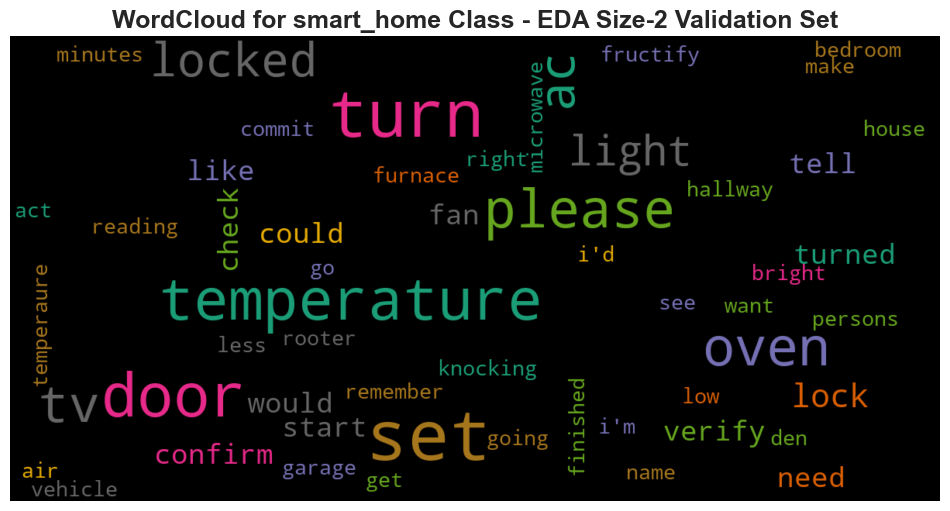 WordCloud for smart_home Class - EDA Size-2 Validation Set
minutes
locked
fructify
bedroom
make
ac
microwave
turn
commit
house
light
right
tell
like
furnace
hallway
please
check
fan
act
reading
could
i'd
turned
go
bright
temperature
temperaure
see
want
persons
less
rooter
oven
knocking
door
tv
would
remember
low
lock
start
set
going
finished
i'm
verify
den
confirm
air
garage
get
name
need
vehicle